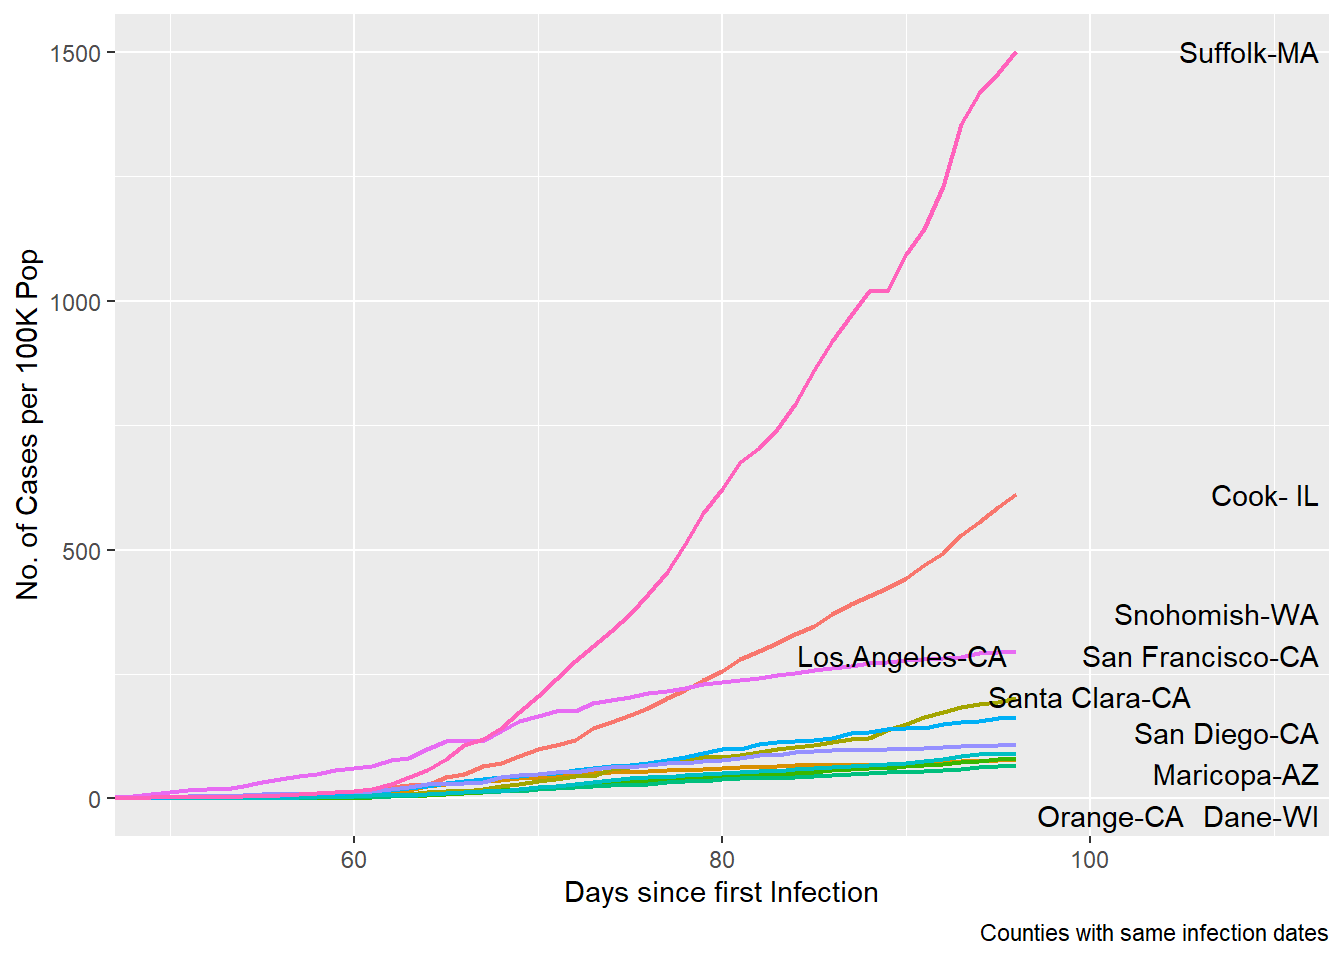 No. of Cases per 100K Pop
1500
1000
500
0
Suffolk-MA
Cook- IL
Snohomish-WA
Los.Angeles-CA
San Francisco-CA
Santa Clara-CA
San Diego-CA
Maricopa-AZ
Orange-CA
Dane-WI
60
80
100
Days since first Infection
Counties with same infection dates